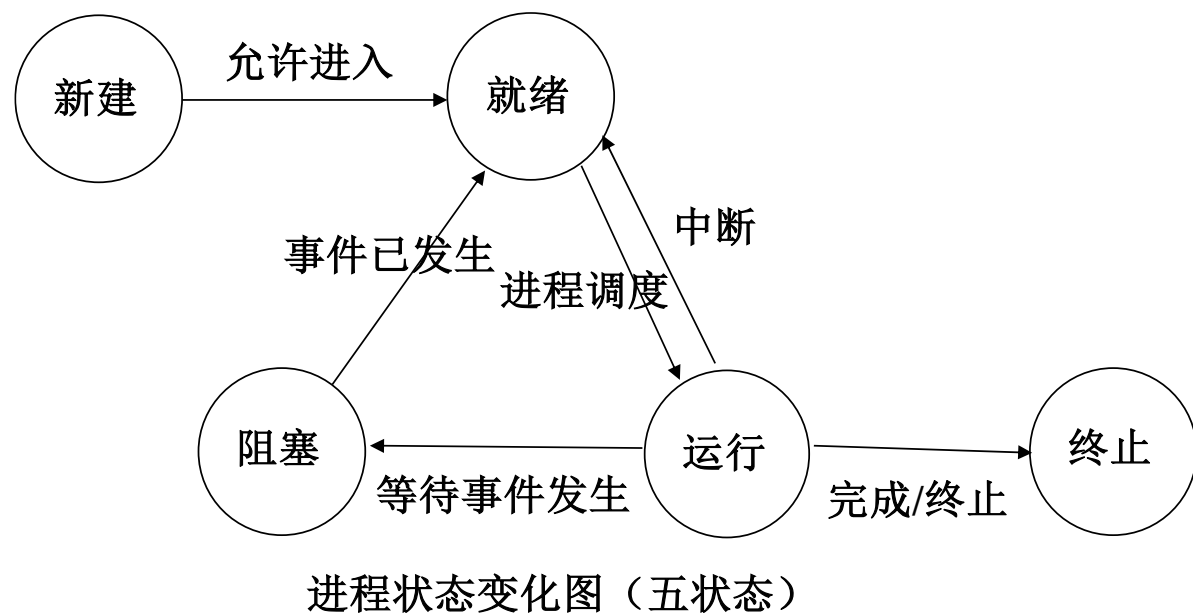 允许进入
新建
就绪
中断
事件已发生
进程调度
阻塞
运行
终止
等待事件发生
完成/终止
进程状态变化图（五状态）